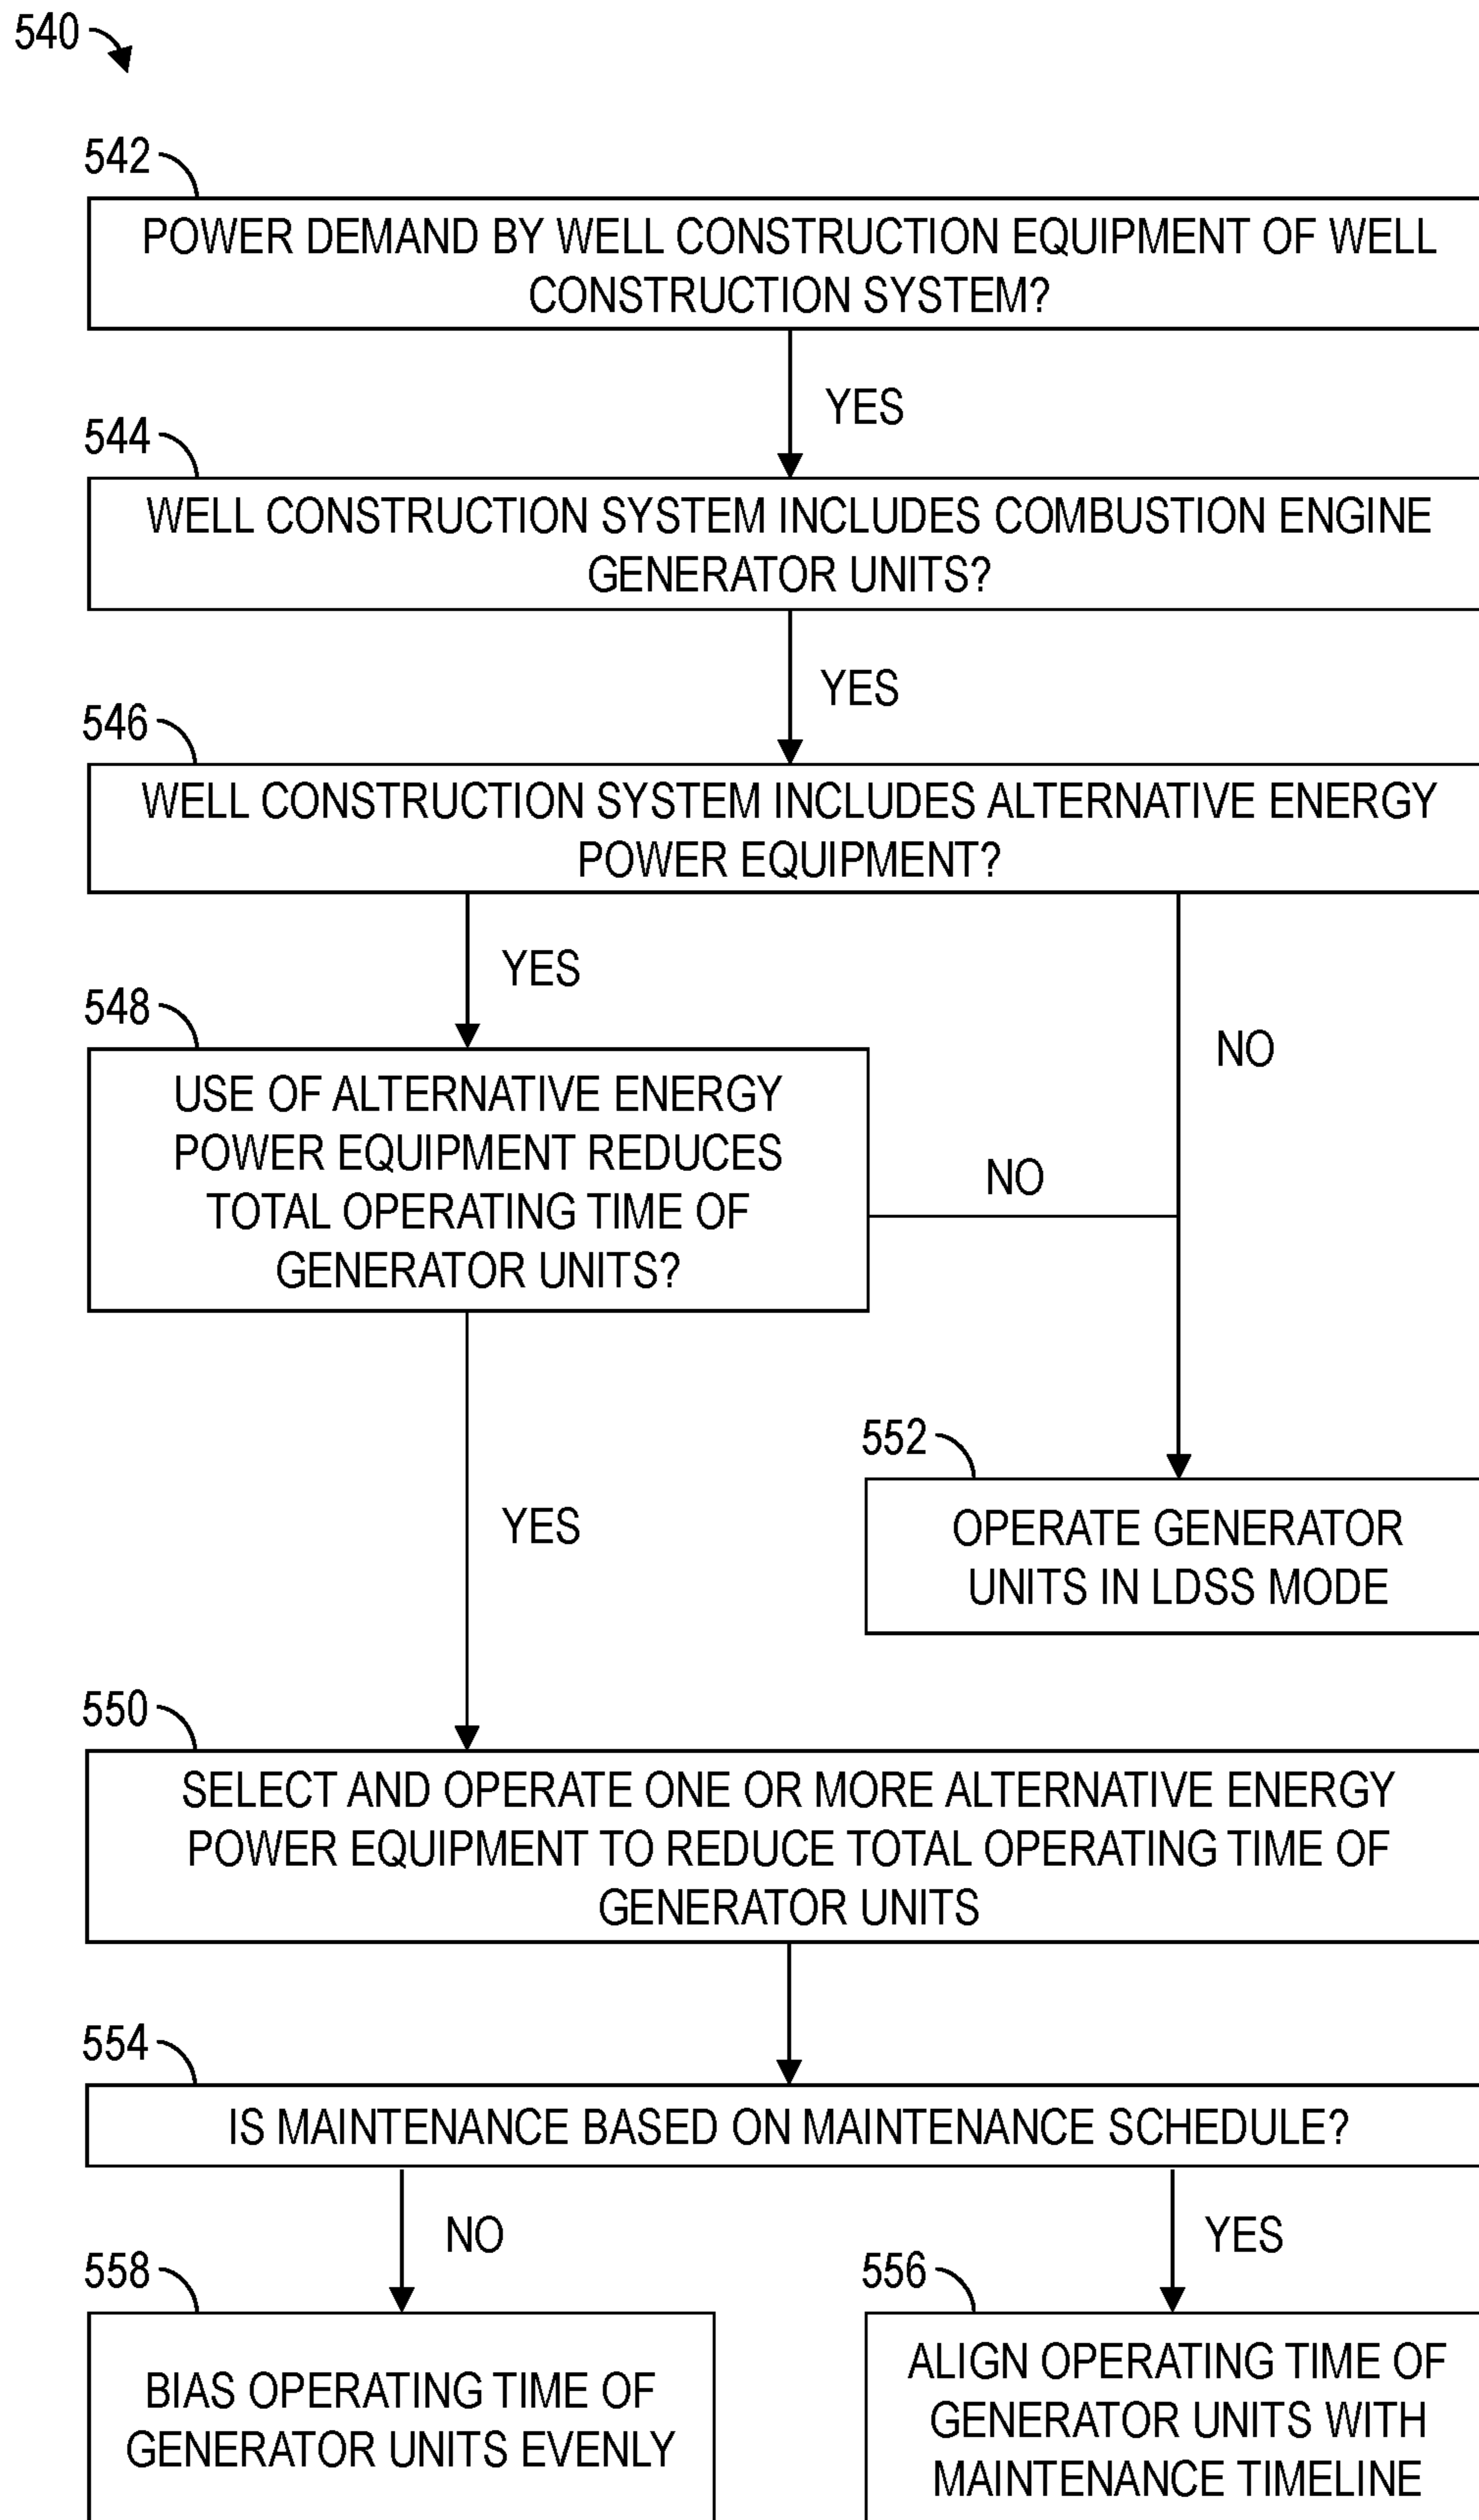 540
542
POWER DEMAND BY WELL CONSTRUCTION EQUIPMENT OF WELL
CONSTRUCTION SYSTEM?
YES
544
WELL CONSTRUCTION SYSTEM INCLUDES COMBUSTION ENGINE
GENERATOR UNITS?
YES
546
WELL CONSTRUCTION SYSTEM INCLUDES ALTERNATIVE ENERGY
POWER EQUIPMENT?
YES
NO
548
USE OF ALTERNATIVE ENERGY
POWER EQUIPMENT REDUCES
TOTAL OPERATING TIME OF
GENERATOR UNITS?
NO
552
OPERATE GENERATOR
UNITS IN LDSS MODE
YES
550
SELECT AND OPERATE ONE OR MORE ALTERNATIVE ENERGY
POWER EQUIPMENT TO REDUCE TOTAL OPERATING TIME OF
GENERATOR UNITS
554
IS MAINTENANCE BASED ON MAINTENANCE SCHEDULE?
NO
YES
558
BIAS OPERATING TIME OF
GENERATOR UNITS EVENLY
556
ALIGN OPERATING TIME OF
GENERATOR UNITS WITH
MAINTENANCE TIMELINE